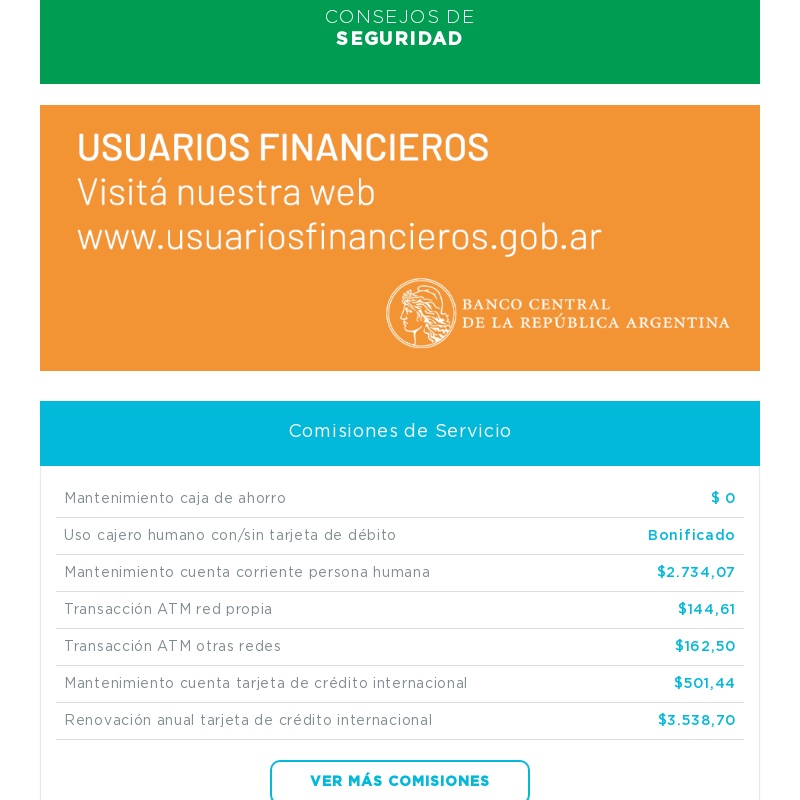 CONSEJOS DE
SEGURIDAD
USUARIOS FINANCIEROS
Visitá nuestra web
www.usuariosfinancieros.gob.ar
BANCO CENTRAL
DE LA REPÚBLICA ARGENTINA
Comisiones de Servicio
Mantenimiento caja de ahorro $ 0
Uso cajero humano con/sin tarjeta de débito Bonificado
Mantenimiento cuenta corriente persona humana $2.734,07
Transacción ATM red propia $144,61
Transacción ATM otras redes $162,50
Mantenimiento cuenta tarjeta de crédito internacional $501,44
Renovación anual tarjeta de crédito internacional $3.538,70
VER MÁS COMISIONES